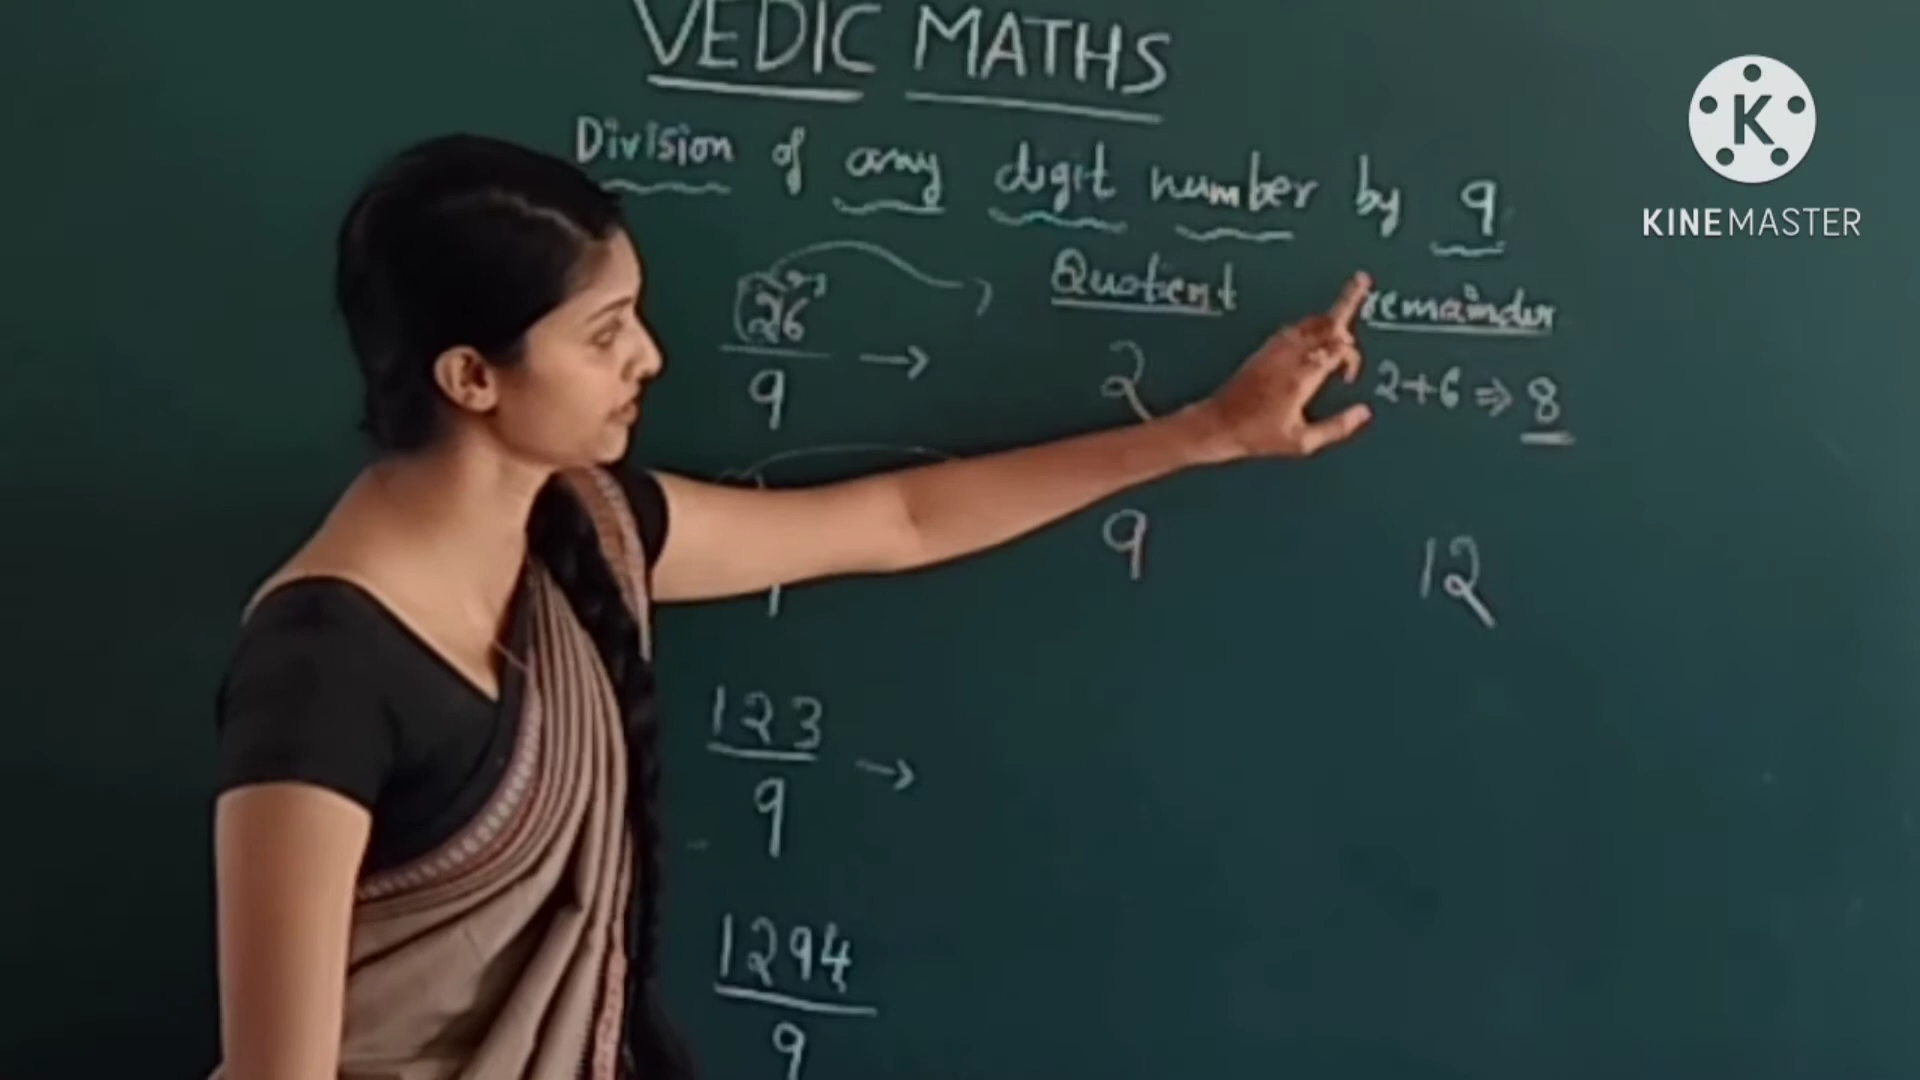 VEDIC MATHS
Division of any digit number by 9
K
KINEMASTER
Quotient remainder
26
9 → 2 2+6 ⇒ 8
9 12
123
9 →
1294
9